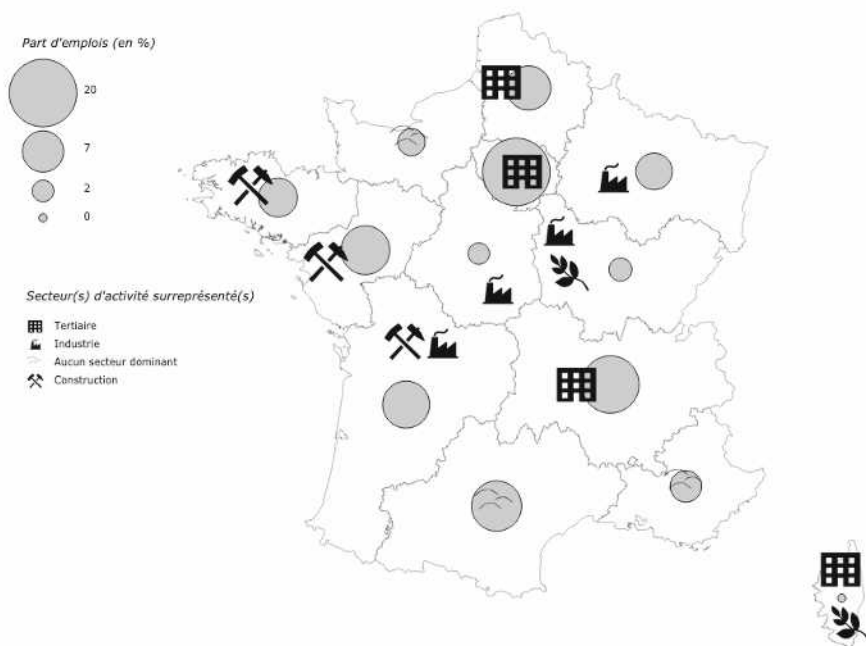 Part d'emplois (en %)
20
7
2
0
Secteur(s) d'activité surreprésenté(s)
Tertiaire
Industrie
Aucun secteur dominant
Construction